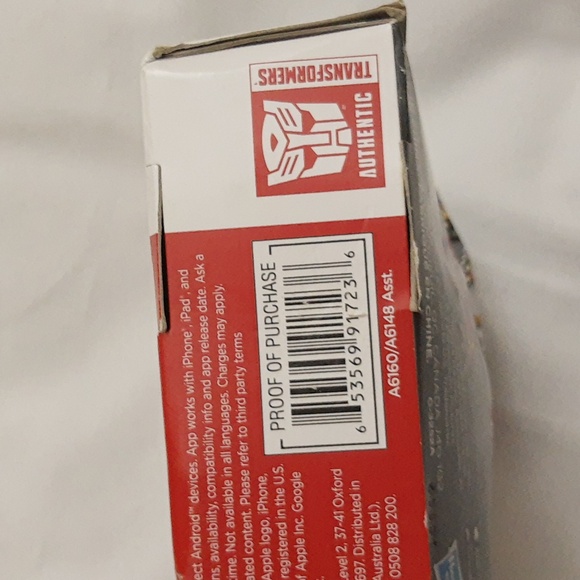 TRANSFORMERS
AUTHENTIC
PROOF OF PURCHASE
6 53569 91723 6
A6160/A6148 Asst.
ect Android™ devices. App works with iPhone®, iPad®, and
ns, availability, compatibility info and app release date. Ask a
time. Not available in all languages. Charges may apply.
ated content. Please refer to third party terms
Apple logo, iPhone,
registered in the U.S.
of Apple Inc. Google
Level 2, 37-41 Oxford
697. Distributed in
Australia Ltd.),
0508 828 200.
CHINE.